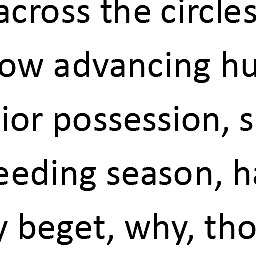 across the circles
ow advancing hu
ior possession, s
eeding season, ha
y beget, why, tho